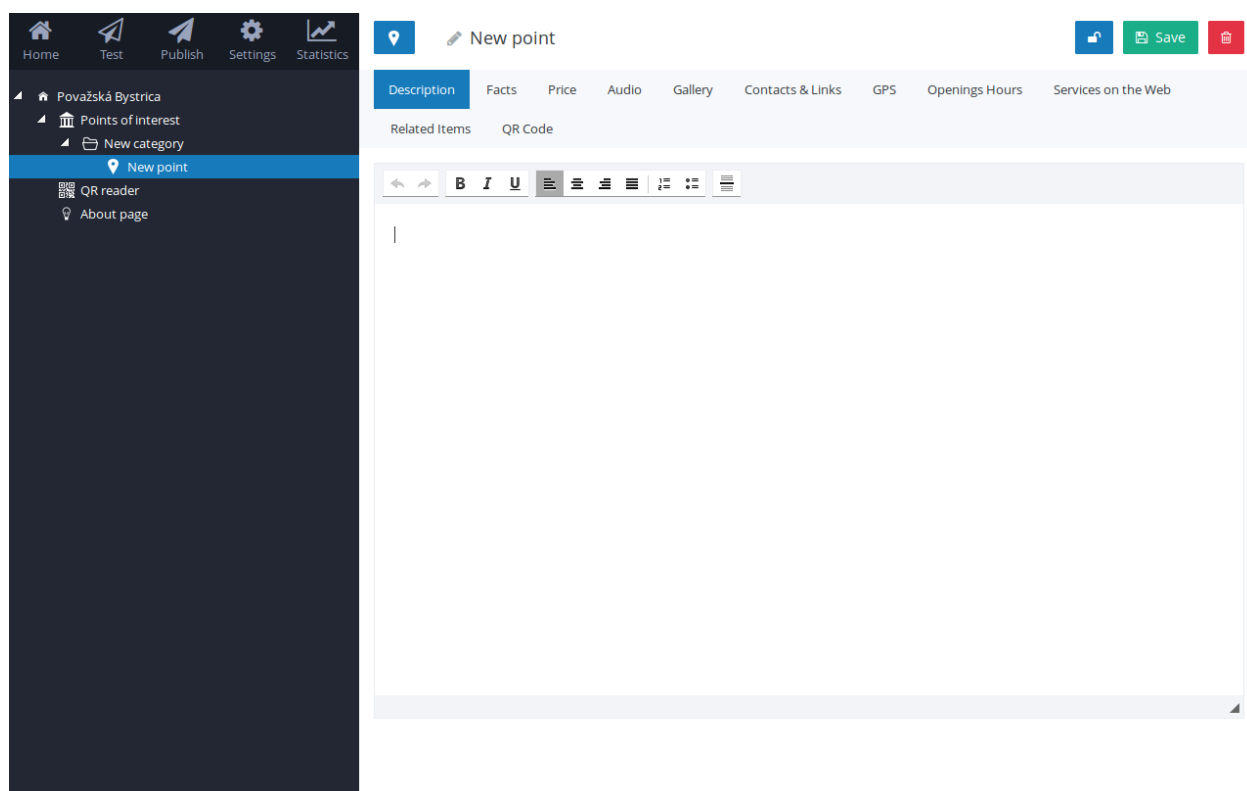 Home Test Publish Settings Statistics
Považská Bystrica
Points of interest
New category
New point
QR reader
About page
New point
Save
Description Facts Price Audio Gallery Contacts & Links GPS Openings Hours Services on the Web
Related Items QR Code
B I U